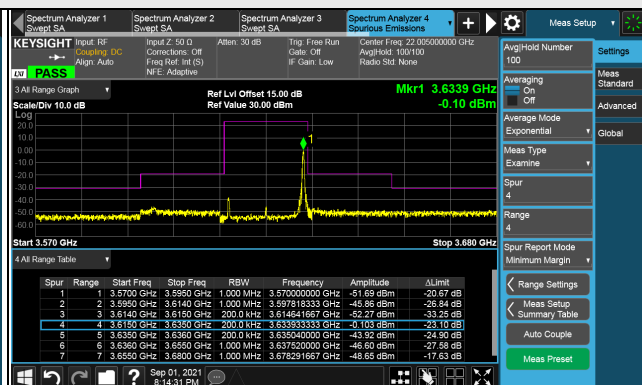 Spectrum Analyzer 1
Swept SA
Spectrum Analyzer 2
Swept SA
Spectrum Analyzer 3
Swept SA
Spectrum Analyzer 4
Spurious Emissions
Meas Setup
KEYSIGHT
Input: RF
Coupling: DC
Align: Auto
Input Z: 50 Ω
Corrections: Off
Freq Ref: Int (S)
NFE: Adaptive
Atten: 30 dB
Trig: Free Run
Gate: Off
IF Gain: Low
Center Freq: 22.005000000 GHz
Avg|Hold: 100/100
Radio Std: None
LXI PASS
3 All Range Graph
Scale/Div 10.0 dB
Ref Lvl Offset 15.00 dB
Ref Value 30.00 dBm
Mkr1 3.6339 GHz
-0.10 dBm
Log
20.0
10.0
0.00
-10.0
-20.0
-30.0
-40.0
-50.0
-60.0
1
Start 3.570 GHz
Stop 3.680 GHz
4 All Range Table
Spur Range Start Freq Stop Freq RBW Frequency Amplitude ΔLimit
1 1 3.5700 GHz 3.5950 GHz 1.000 MHz 3.570000000 GHz -51.69 dBm -20.67 dB
2 2 3.5950 GHz 3.6140 GHz 1.000 MHz 3.597818333 GHz -45.86 dBm -26.84 dB
3 3 3.6140 GHz 3.6150 GHz 200.0 kHz 3.614641667 GHz -52.27 dBm -33.25 dB
4 4 3.6150 GHz 3.6350 GHz 200.0 kHz 3.633933333 GHz -0.103 dBm -23.10 dB
5 5 3.6350 GHz 3.6360 GHz 200.0 kHz 3.635040000 GHz -43.92 dBm -24.90 dB
6 6 3.6360 GHz 3.6550 GHz 1.000 MHz 3.637520000 GHz -46.60 dBm -27.58 dB
7 7 3.6550 GHz 3.6800 GHz 1.000 MHz 3.678291667 GHz -48.65 dBm -17.63 dB
Avg|Hold Number
100
Averaging
On
Off
Average Mode
Exponential
Meas Type
Examine
Spur
4
Range
4
Spur Report Mode
Minimum Margin
Range Settings
Meas Setup
Summary Table
Auto Couple
Meas Preset
Settings
Meas
Standard
Advanced
Global
?
Sep 01, 2021
8:14:31 PM